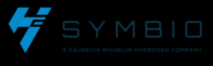 SYMBIO
A FAURECIA MICHELIN HYDROGEN COMPANY